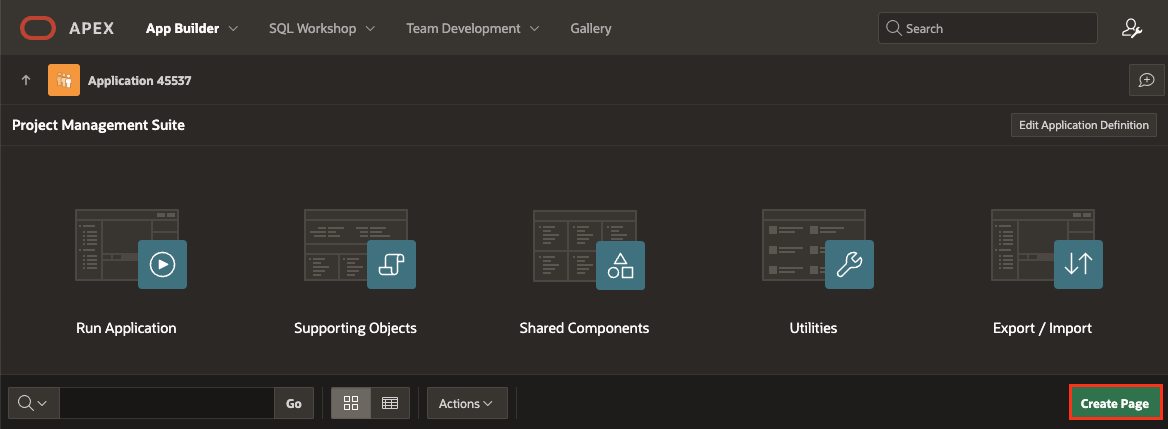 APEX App Builder SQL Workshop Team Development Gallery Search
Application 45537
Project Management Suite Edit Application Definition
Run Application Supporting Objects Shared Components Utilities Export / Import
Go Actions Create Page